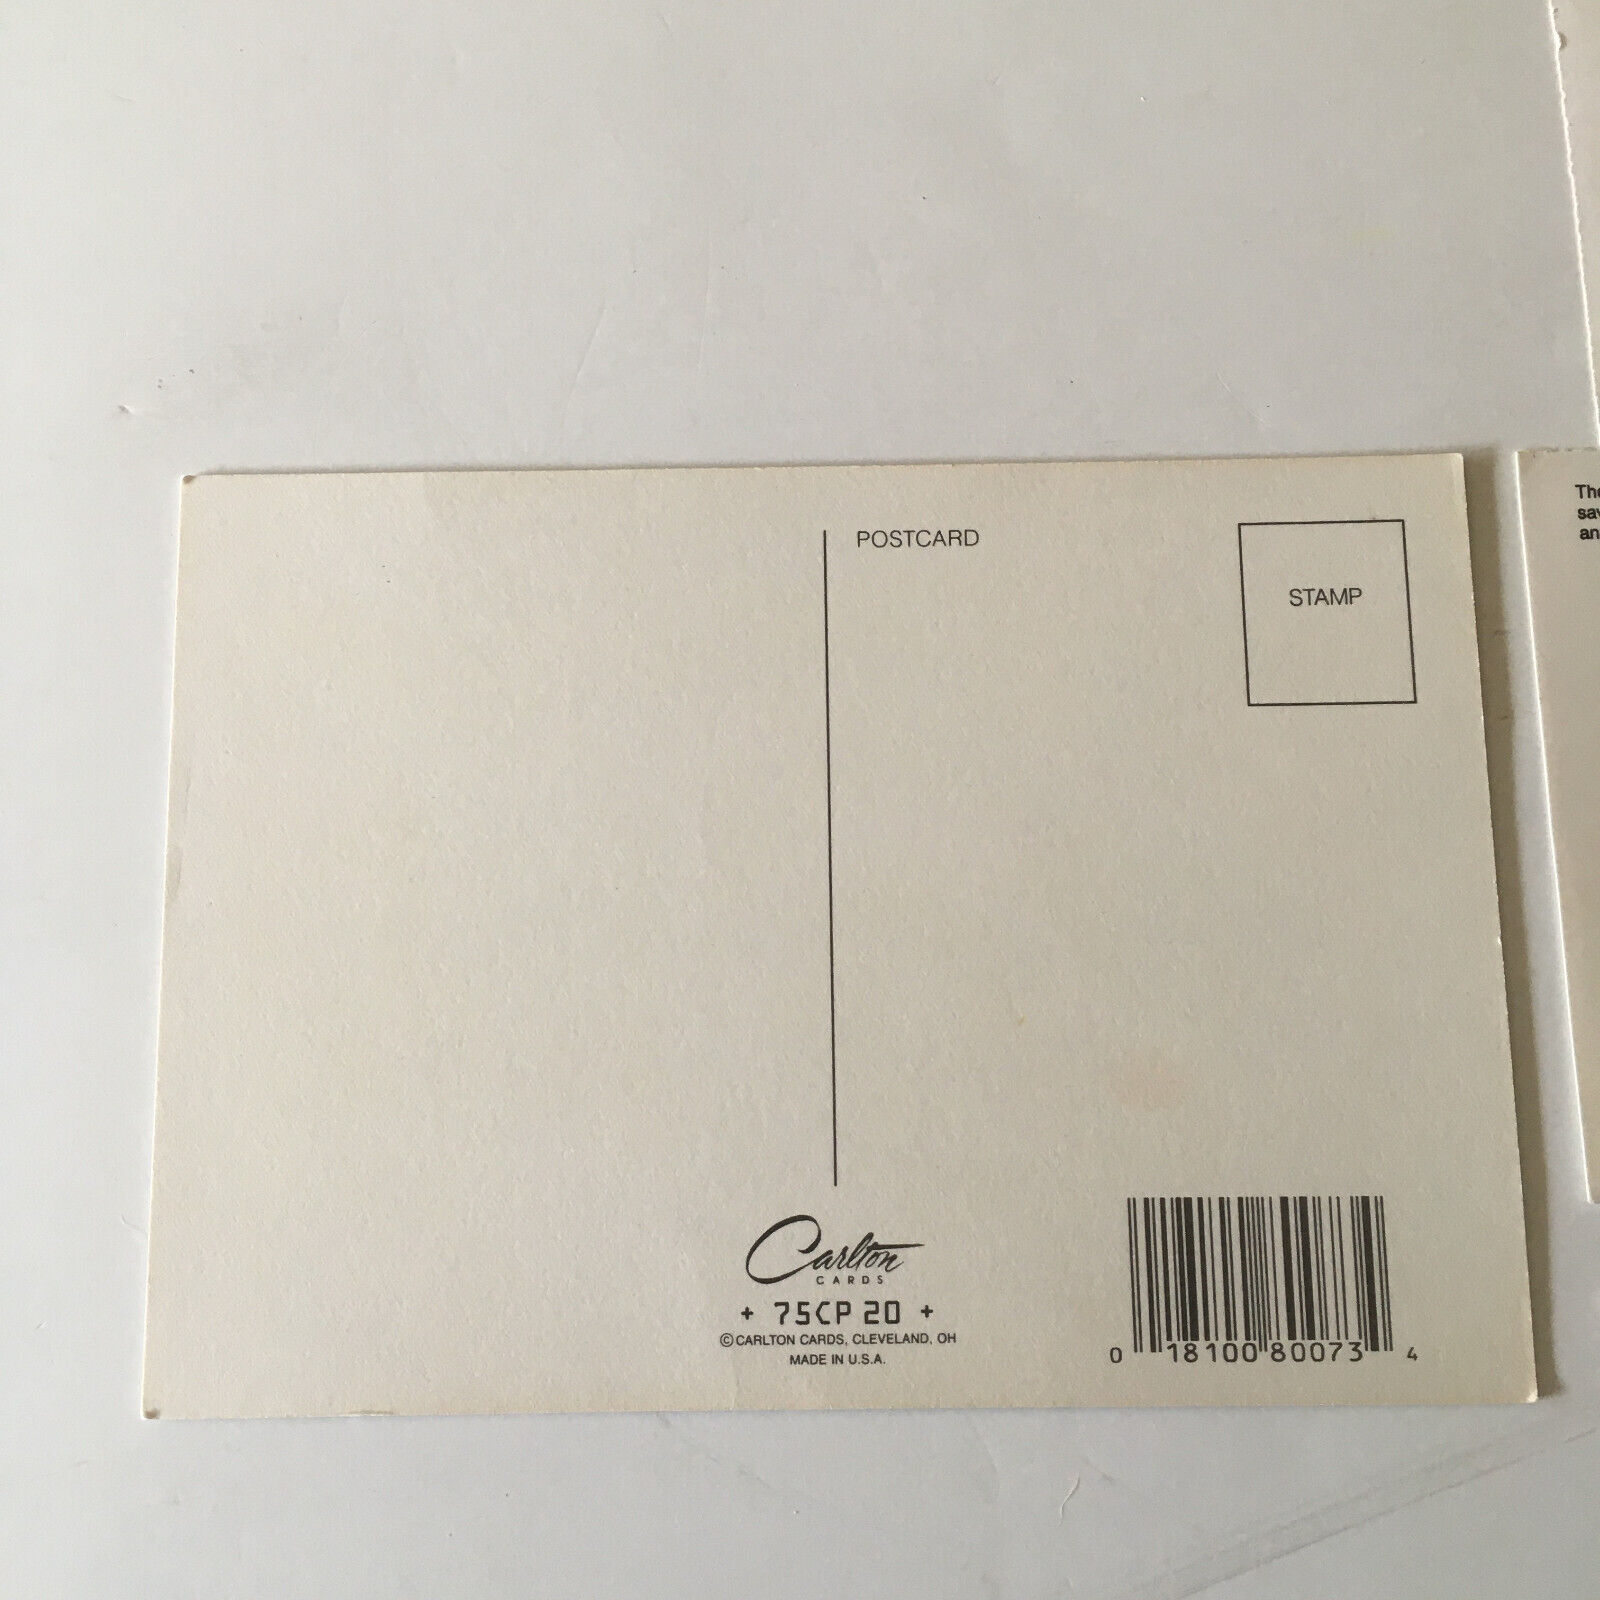 POSTCARD
STAMP
Carlton
CARDS
+ 75CP 20 +
©CARLTON CARDS, CLEVELAND, OH
MADE IN U.S.A.
0 18100 80073 4